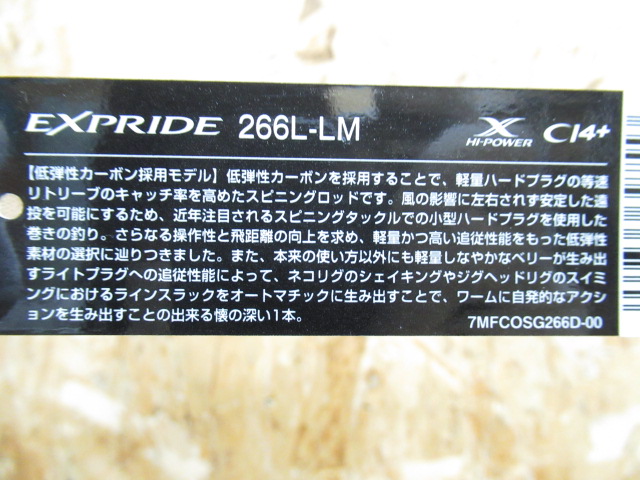 EXPRIDE 266L-LM
X
HI-POWER
CI4+
【低弾性カーボン採用モデル】低弾性カーボンを採用することで、軽量ハードプラグの等速
リトリーブのキャッチ率を高めたスピニングロッドです。風の影響に左右されず安定した遠
投を可能にするため、近年注目されるスピニングタックルでの小型ハードプラグを使用した
巻きの釣り。さらなる操作性と飛距離の向上を求め、軽量かつ高い追従性能をもった低弾性
素材の選択に辿りつきました。また、本来の使い方以外にも軽量しなやかなベリーが生み出
すライトプラグへの追従性能によって、ネコリグのシェイキングやジグヘッドリグのスイミ
ングにおけるラインスラックをオートマチックに生み出すことで、ワームに自発的なアクシ
ョンを生み出すことの出来る懐の深い1本。
7MFCOSG266D-00